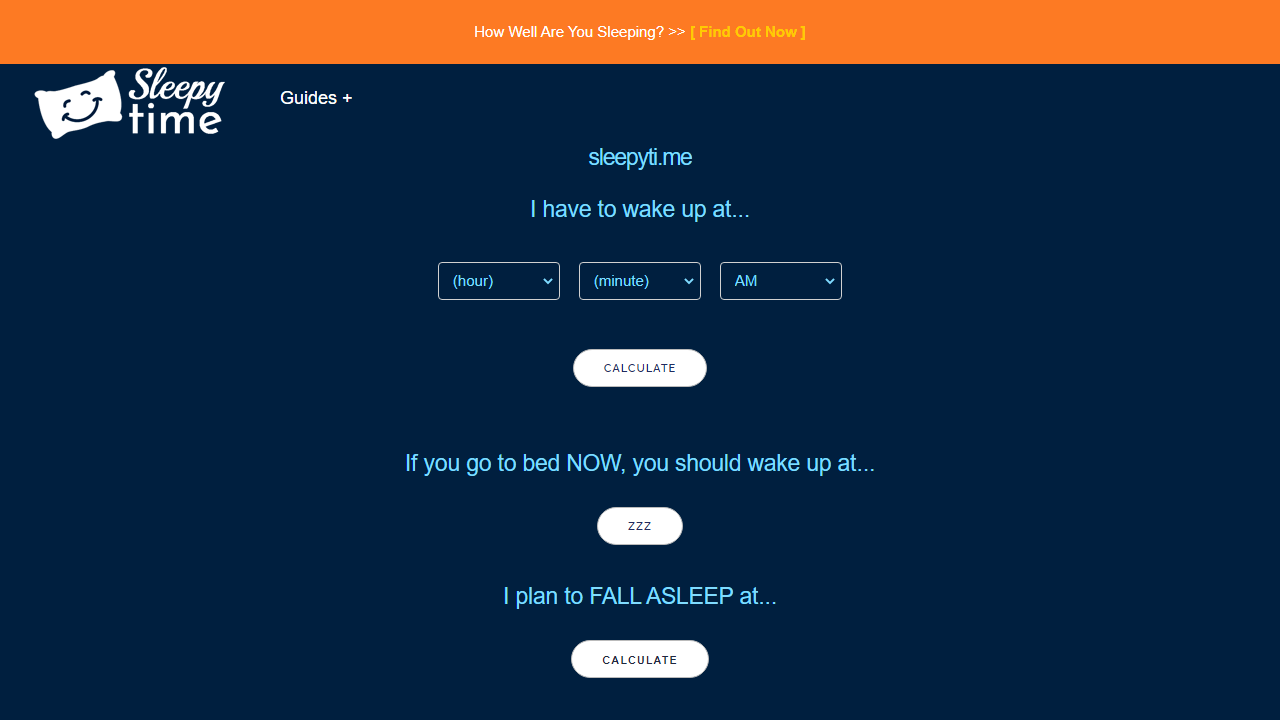 How Well Are You Sleeping? >> [ Find Out Now ]
Sleepy
time
Guides +
sleepyti.me
I have to wake up at...
(hour) (minute) AM
CALCULATE
If you go to bed NOW, you should wake up at...
ZZZ
I plan to FALL ASLEEP at...
CALCULATE